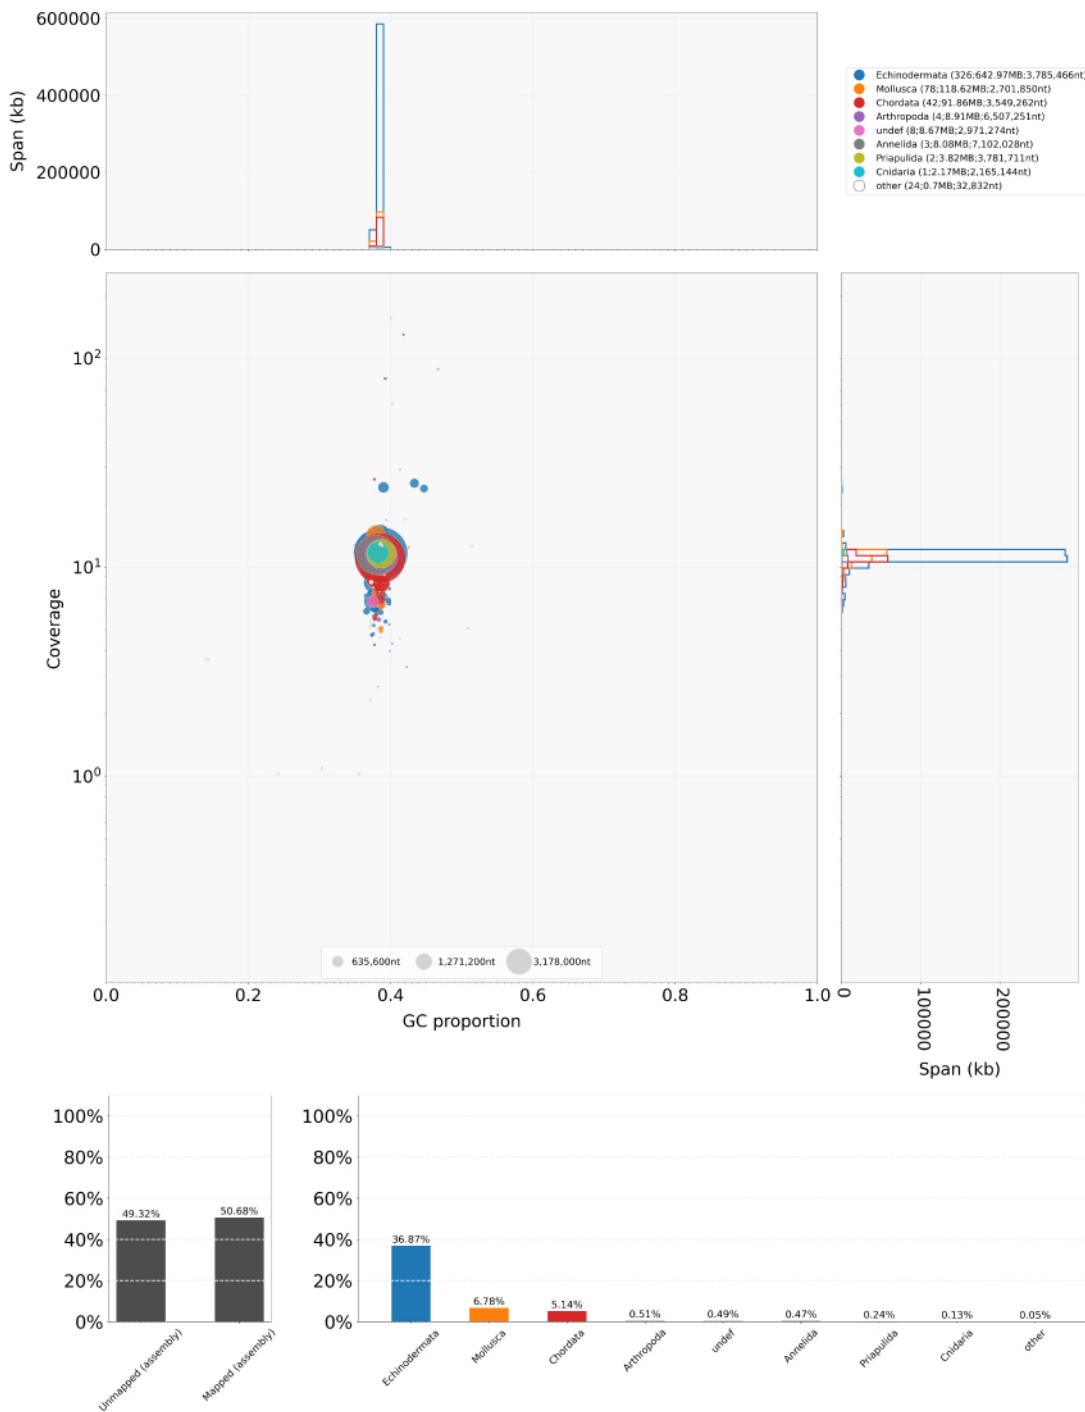 600000
400000
200000
0
Span (kb)
Echinodermata (326;642.97MB;3,785,466nt)
Mollusca (78;118.62MB;2,701,850nt)
Chordata (42;91.86MB;3,549,262nt)
Arthropoda (4;8.91MB;6,507,251nt)
undef (8;8.67MB;2,971,274nt)
Annelida (3;8.08MB;7,102,028nt)
Priapulida (2;3.82MB;3,781,711nt)
Cnidaria (1;2.17MB;2,165,144nt)
other (24;0.7MB;32,832nt)
10²
10¹
10⁰
Coverage
635,600nt 1,271,200nt 3,178,000nt
0.0 0.2 0.4 0.6 0.8 1.0
GC proportion
0 100000 200000
Span (kb)
100%
80%
60%
40%
20%
0%
49.32% 50.68%
Unmapped (assembly) Mapped (assembly)
100%
80%
60%
40%
20%
0%
36.87% 6.78% 5.14% 0.51% 0.49% 0.47% 0.24% 0.13% 0.05%
Echinodermata Mollusca Chordata Arthropoda undef Annelida Priapulida Cnidaria other